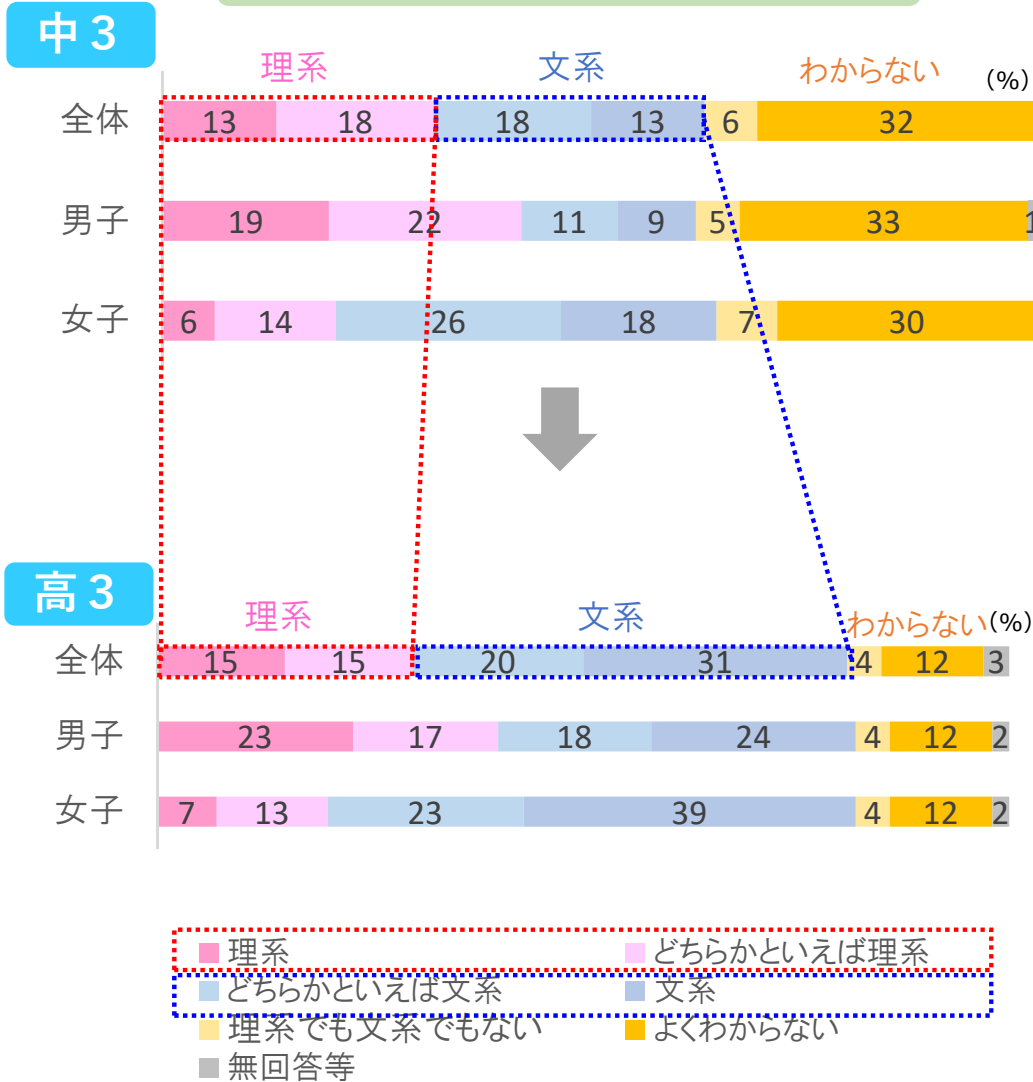 中3
理系 文系 わからない (%)
全体 13 18 18 13 6 32
男子 19 22 11 9 5 33 1
女子 6 14 26 18 7 30
高3
理系 文系 わからない (%)
全体 15 15 20 31 4 12 3
男子 23 17 18 24 4 12 2
女子 7 13 23 39 4 12 2
理系 どちらかといえば理系
どちらかといえば文系 文系
理系でも文系でもない よくわからない
無回答等